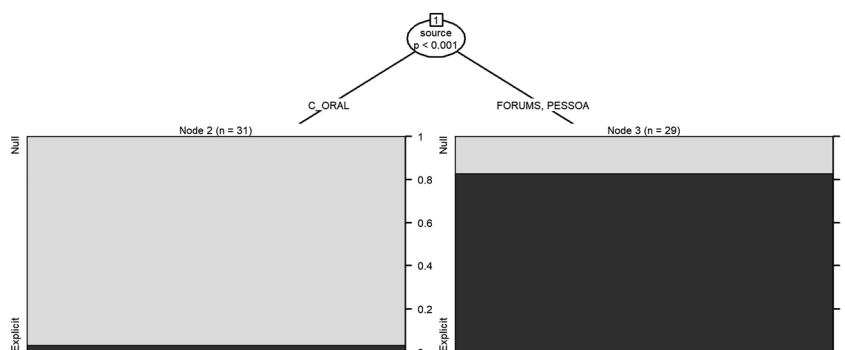 1
source
p < 0.001
C_ORAL
FORUMS, PESSOA
Node 2 (n = 31)
Node 3 (n = 29)
Null
Explicit
1
0.8
0.6
0.4
0.2
Null
Explicit